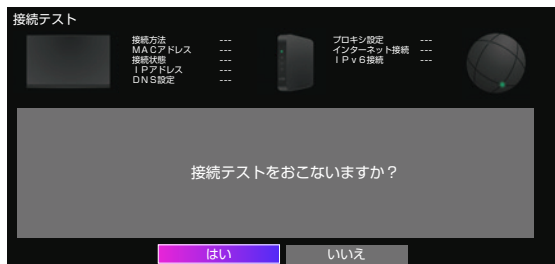 接続テスト
接続方法 ---
MACアドレス ---
接続状態 ---
IPアドレス ---
DNS設定 ---
プロキシ設定 ---
インターネット接続 ---
IPv6接続 ---
接続テストをおこないますか？
はい
いいえ